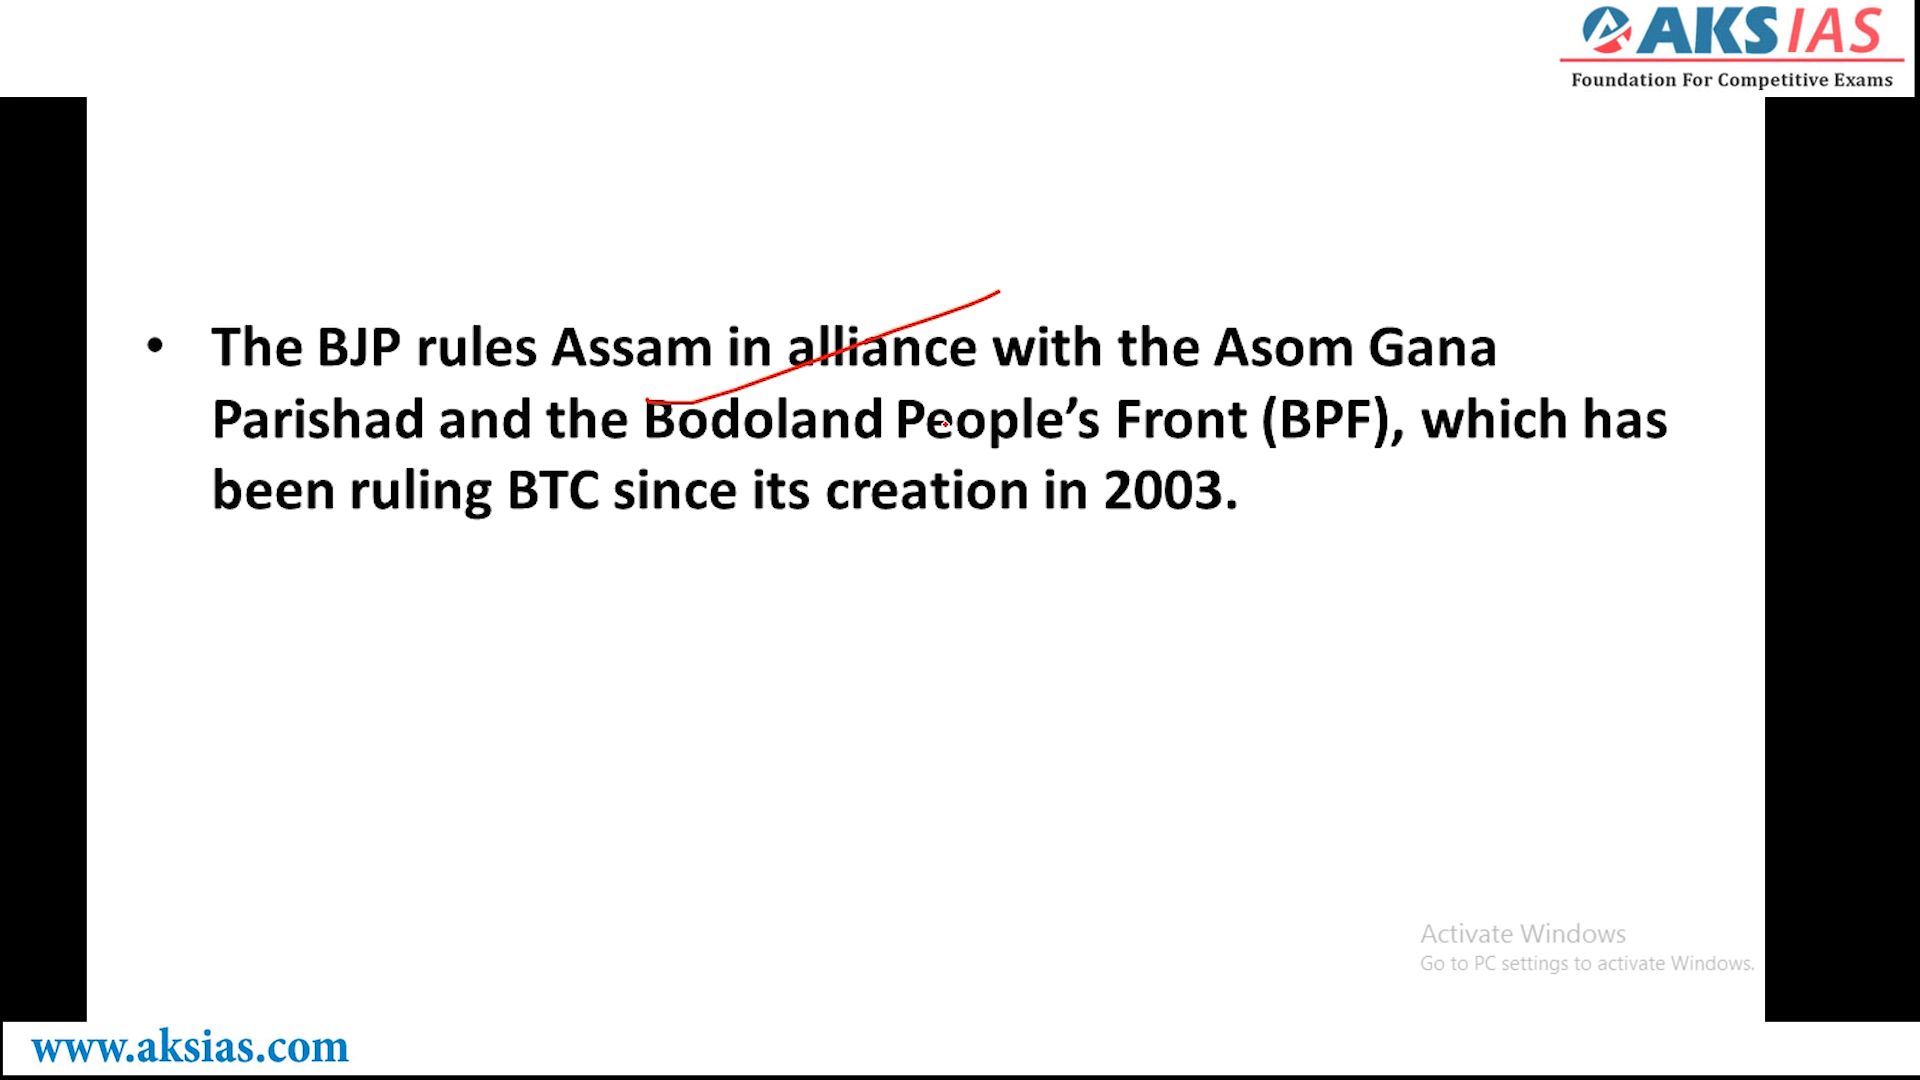 AKS IAS
Foundation For Competitive Exams
• The BJP rules Assam in alliance with the Asom Gana
Parishad and the Bodoland People’s Front (BPF), which has
been ruling BTC since its creation in 2003.
Activate Windows
Go to PC settings to activate Windows.
www.aksias.com